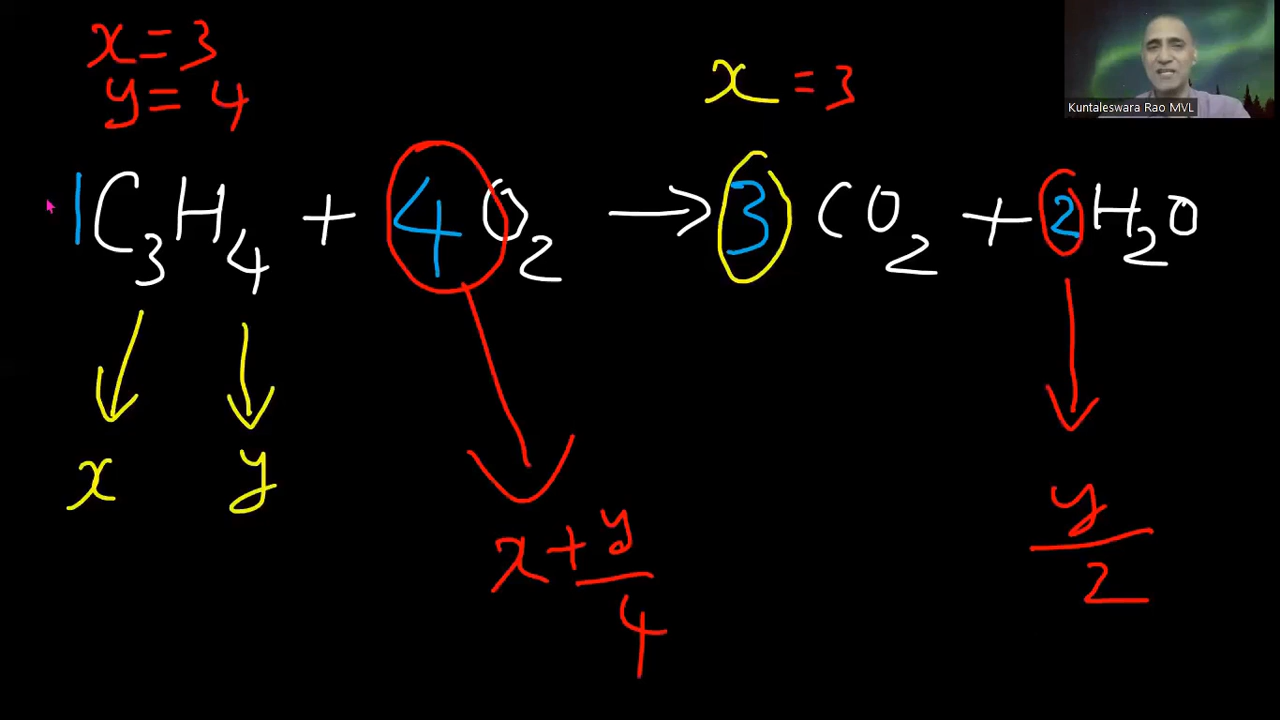 x = 3
y = 4
x = 3
Kuntaleswara Rao MVL
1C₃H₄ + 4O₂ → 3CO₂ + 2H₂O
x y
x + y/4
y/2